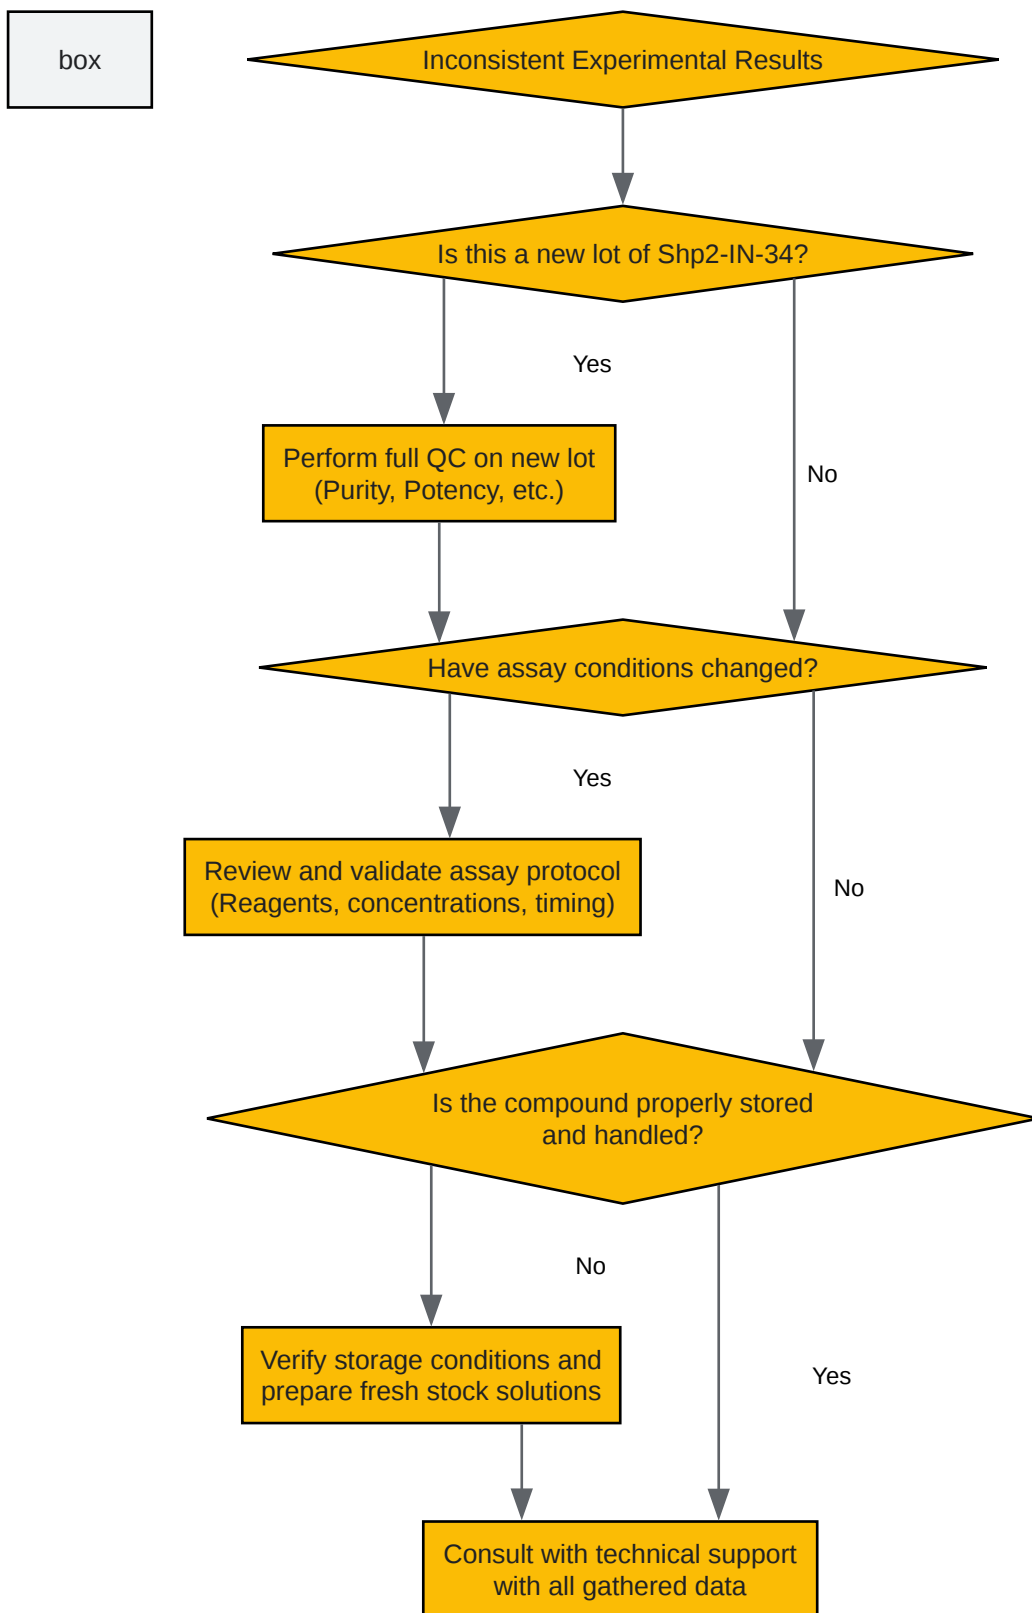 box
Inconsistent Experimental Results
Is this a new lot of Shp2-IN-34?
Yes
Perform full QC on new lot
(Purity, Potency, etc.)
No
Have assay conditions changed?
Yes
Review and validate assay protocol
(Reagents, concentrations, timing)
No
Is the compound properly stored
and handled?
No
Verify storage conditions and
prepare fresh stock solutions
Yes
Consult with technical support
with all gathered data